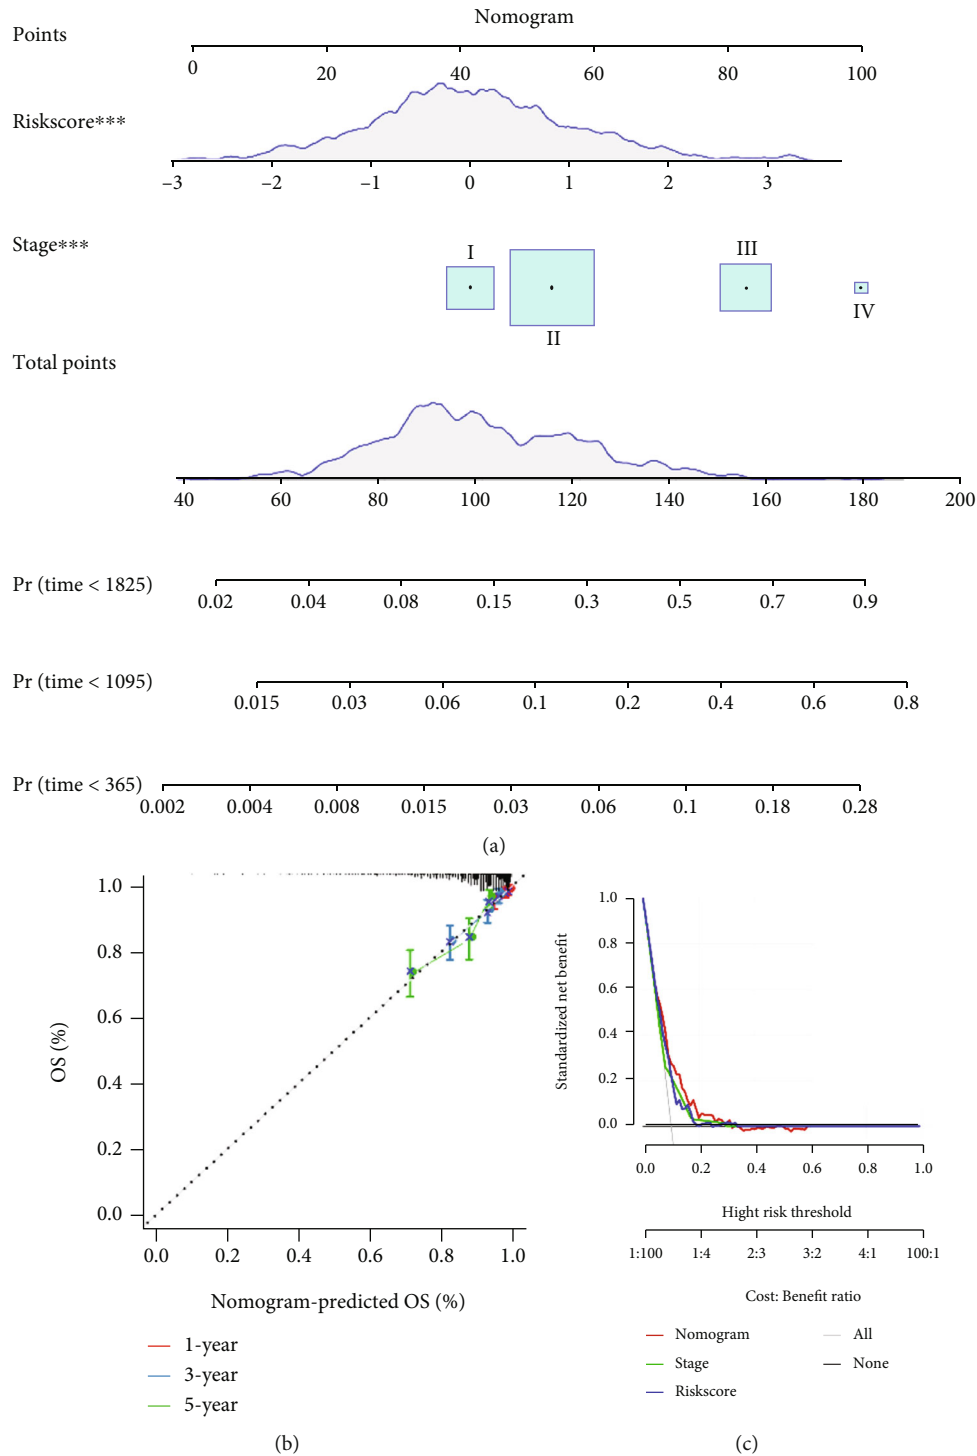 Nomogram
Points
0 20 40 60 80 100
Riskscore***
–3 –2 –1 0 1 2 3
Stage***
I III
II IV
Total points
40 60 80 100 120 140 160 180 200
Pr (time < 1825)
0.02 0.04 0.08 0.15 0.3 0.5 0.7 0.9
Pr (time < 1095)
0.015 0.03 0.06 0.1 0.2 0.4 0.6 0.8
Pr (time < 365)
0.002 0.004 0.008 0.015 0.03 0.06 0.1 0.18 0.28
(a)
OS (%)
1.0
0.8
0.6
0.4
0.2
0.0
0.0 0.2 0.4 0.6 0.8 1.0
Nomogram-predicted OS (%)
1-year
3-year
5-year
(b)
Standardized net benefit
1.0
0.8
0.6
0.4
0.2
0.0
0.0 0.2 0.4 0.6 0.8 1.0
Hight risk threshold
1:100 1:4 2:3 3:2 4:1 100:1
Cost: Benefit ratio
Nomogram All
Stage None
Riskscore
(c)